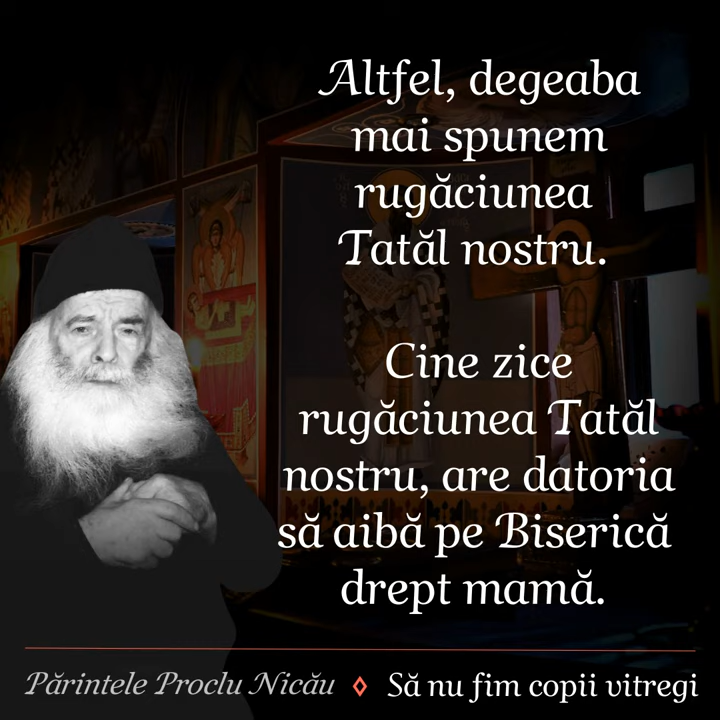 Altfel, degeaba
mai spunem
rugăciunea
Tatăl nostru.
Cine zice
rugăciunea Tatăl
nostru, are datoria
să aibă pe Biserică
drept mamă.
Părintele Proclu Nicău ◊ Să nu fim copii vitregi